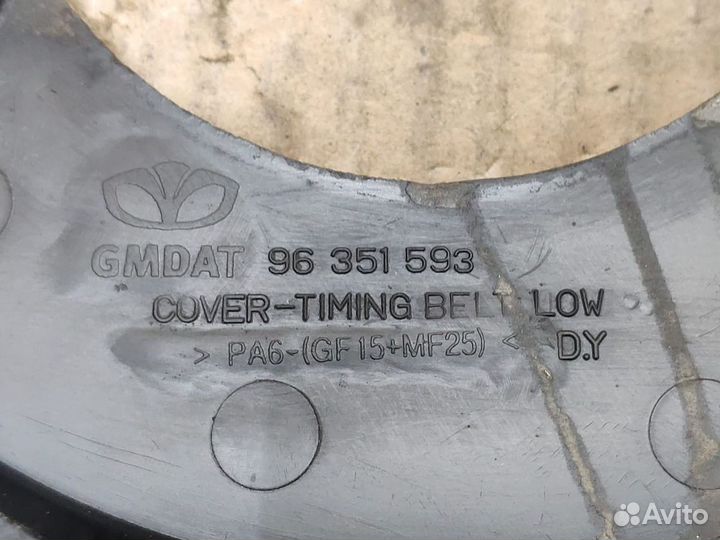 GMDAT 96 351 593
COVER-TIMING BELT LOW
> PA6-(GF15+MF25) < D.Y
Avito